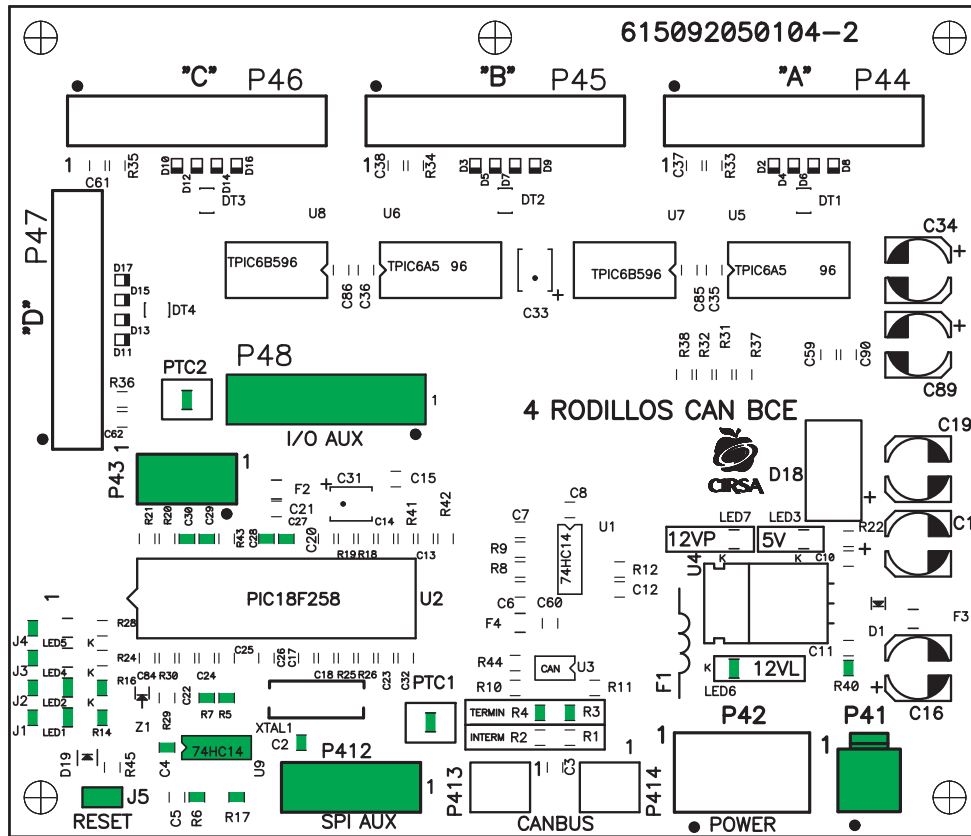 615092050104-2
"C" P46
"B" P45
"A" P44
1 R35 D10 D12 D14 D16
C38 R34 D3 D5 D7 D9
1 C37 R33 D2 D4 D6 D8
C61
DT3
DT2
DT1
U8 U6
U7 U5
C34
+
P47
TPIC6B596
TPIC6A5 96
TPIC6B596
TPIC6A5 96
C86 C36
C33 +
C85 C35
D17
D15
D13
D11
DT4
"D"
+
R38 R32 R31 R37
C59 C90
C89
P48
PTC2
1
R36
C62
I/O AUX
4 RODILLOS CAN BCE
CIRSA
D18
+
C19
P43 1
1
F2 + C31 C15
C21
C14
R41 R42
R21 R20 C30 C29 R43 C28 C27 C20
R19 R18 C13
C8
C7 U1
R9
R8
74HC14
R12
C12
LED7 LED3
12VP 5V
K K C10
R22
+
C1
U4
PIC18F258 U2
C6 C60
F4
D1 F3
1
J4 LED5 K R28
J3 LED4 K
J2 LED2
J1 LED1 R14
R24 C84 R30 C24 C25 C26 C17 C18 R25 R26 C23 C32
R16
Z1
R29 C22 R7 R5
XTAL1
PTC1
R44
R10
CAN U3
R11
F1
C11
K 12VL
LED6
R40
+
C16
TERMIN R4 R3
INTERM R2 R1
P42
P41
D19 R45
C4 74HC14 U9
C2
P412
1
P413
1 C3 1
P414
1
J5
RESET
C5 R6 R17
SPI AUX
CANBUS
POWER